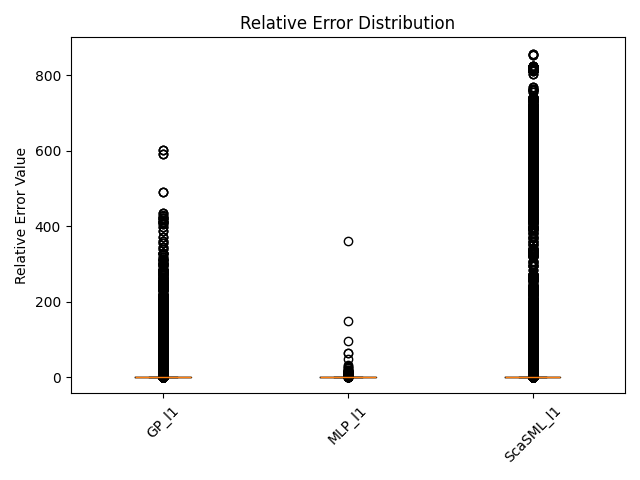 Relative Error Distribution
Relative Error Value
800
600
400
200
0
GP_l1
MLP_l1
ScaSML_l1